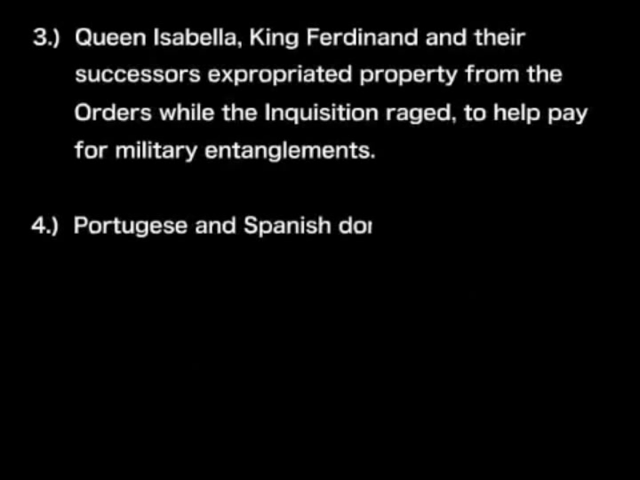 3.) Queen Isabella, King Ferdinand and their
successors expropriated property from the
Orders while the Inquisition raged, to help pay
for military entanglements.
4.) Portugese and Spanish